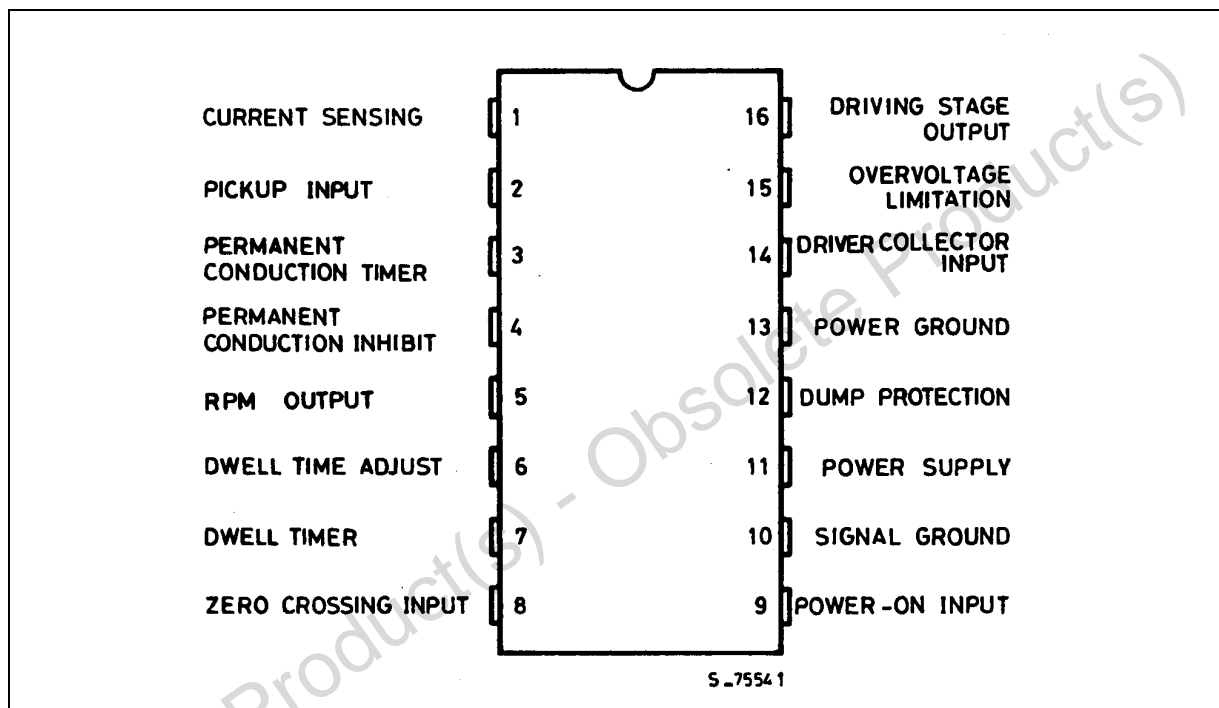 CURRENT SENSING
PICKUP INPUT
PERMANENT
CONDUCTION TIMER
PERMANENT
CONDUCTION INHIBIT
RPM OUTPUT
DWELL TIME ADJUST
DWELL TIMER
ZERO CROSSING INPUT
1
2
3
4
5
6
7
8
16
15
14
13
12
11
10
9
DRIVING STAGE
OUTPUT
OVERVOLTAGE
LIMITATION
DRIVER COLLECTOR
INPUT
POWER GROUND
DUMP PROTECTION
POWER SUPPLY
SIGNAL GROUND
POWER-ON INPUT
S_75541
Product(s) - Obsolete Product(s)